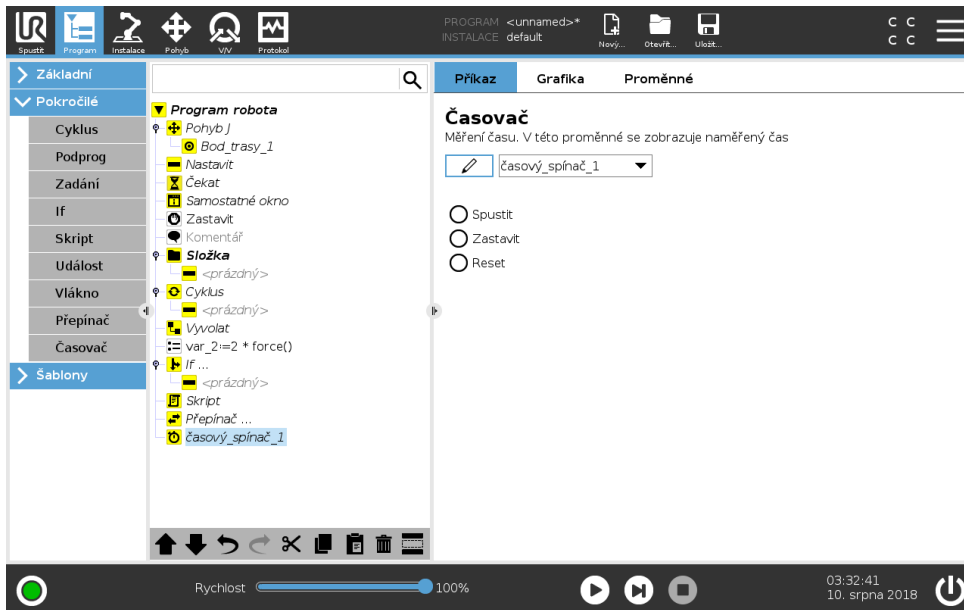 Spustit
Program
Instalace
Pohyb
V/V
Protokol
PROGRAM <unnamed>*
INSTALACE default
Nový...
Otevřít...
Uložit...
C C
C C
Základní
Pokročilé
Cyklus
Podprog
Zadání
If
Skript
Událost
Vlákno
Přepínač
Časovač
Šablony
Program robota
Pohyb J
Bod_trasy_1
Nastavit
Čekat
Samostatné okno
Zastavit
Komentář
Složka
<prázdný>
Cyklus
<prázdný>
Vyvolat
var_2:=2 * force()
If ...
<prázdný>
Skript
Přepínač ...
časový_spínač_1
Příkaz Grafika Proměnné
Časovač
Měření času. V této proměnné se zobrazuje naměřený čas
časový_spínač_1
Spustit
Zastavit
Reset
Rychlost 100%
03:32:41
10. srpna 2018